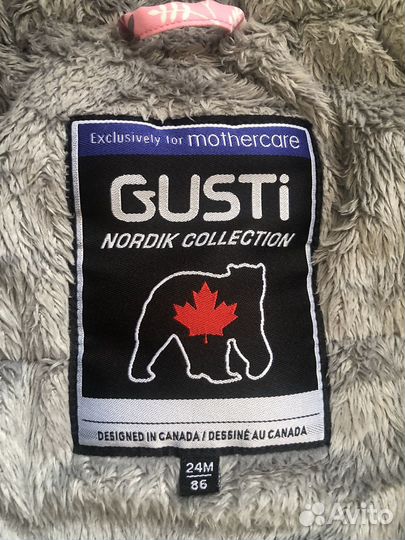 Exclusively for mothercare
GUSTi
NORDIK COLLECTION
DESIGNED IN CANADA / DESSINÉ AU CANADA
24M
86
Avito